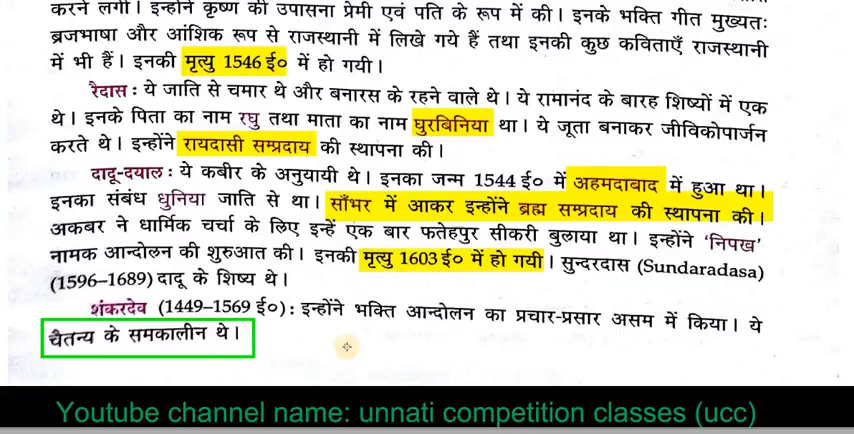 करने लगीं। इन्होंने कृष्ण की उपासना प्रेमी एवं पति के रूप में की। इनके भक्ति गीत मुख्यतः
ब्रजभाषा और आंशिक रूप से राजस्थानी में लिखे गये हैं तथा इनकी कुछ कविताएँ राजस्थानी
में भी हैं। इनकी मृत्यु 1546 ई० में हो गयी।
रैदास : ये जाति से चमार थे और बनारस के रहने वाले थे। ये रामानंद के बारह शिष्यों में एक
थे। इनके पिता का नाम रघु तथा माता का नाम घुरबिनिया था। ये जूता बनाकर जीविकोपार्जन
करते थे। इन्होंने रायदासी सम्प्रदाय की स्थापना की।
दादू-दयाल : ये कबीर के अनुयायी थे। इनका जन्म 1544 ई० में अहमदाबाद में हुआ था।
इनका संबंध धुनिया जाति से था। साँभर में आकर इन्होंने ब्रह्म सम्प्रदाय की स्थापना की।
अकबर ने धार्मिक चर्चा के लिए इन्हें एक बार फतेहपुर सीकरी बुलाया था। इन्होंने ‘निपख’
नामक आन्दोलन की शुरुआत की। इनकी मृत्यु 1603 ई० में हो गयी। सुन्दरदास (Sundaradasa)
(1596–1689) दादू के शिष्य थे।
शंकरदेव (1449–1569 ई०) : इन्होंने भक्ति आन्दोलन का प्रचार-प्रसार असम में किया। ये
चैतन्य के समकालीन थे।
Youtube channel name: unnati competition classes (ucc)